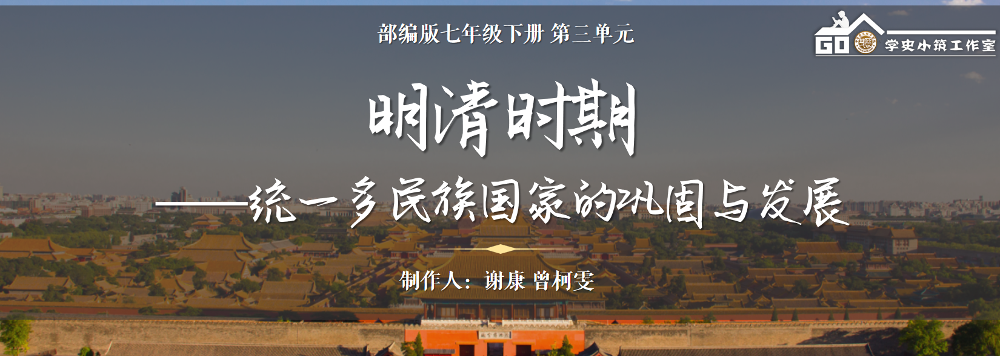 部编版七年级下册 第三单元
GO 学史小筑工作室
明清时期
——统一多民族国家的巩固与发展
制作人：谢康 曾柯雯